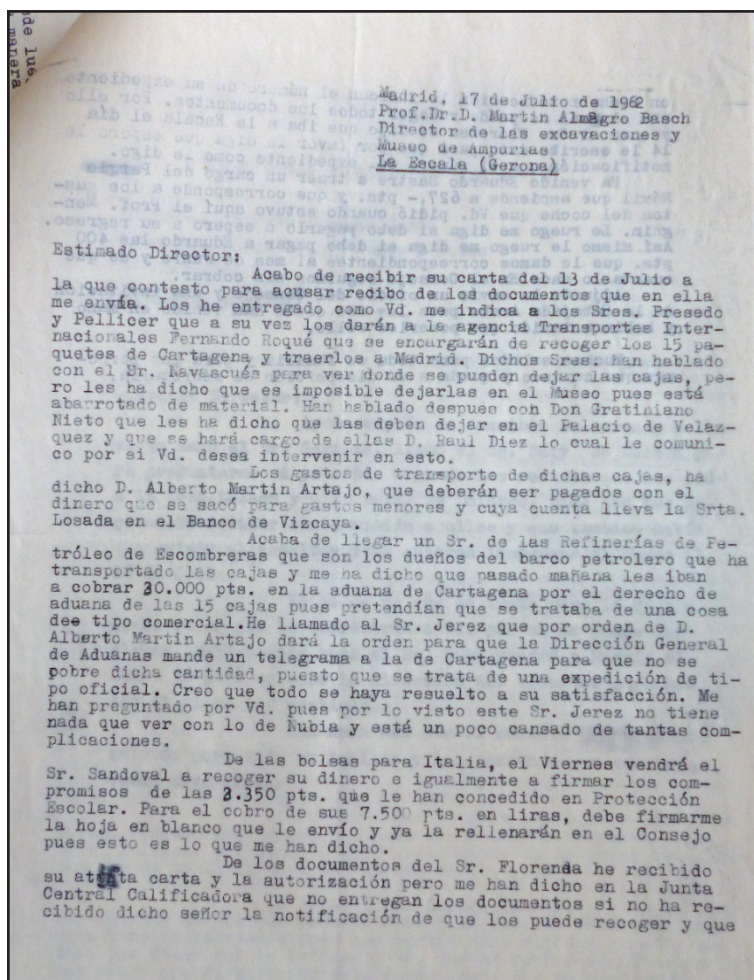 de lué
manera
Madrid, 17 de Julio de 1962
Prof.Dr.D. Martin Almagro Basch
Director de las excavaciones y
Museo de Ampurias
La Escala (Gerona)
Estimado Director:
Acabo de recibir su carta del 13 de Julio a
la que contesto para acusar recibo de los documentos que en ella
me envía. Los he entregado como Vd. me indica a los Sres. Presedo
y Pellicer que a su vez los darán a la agencia Transportes Inter-
nacionales Fernando Roqué que se encargarán de recoger los 15 pa-
quetes de Cartagena y traerlos a Madrid. Dichos Sres. han hablado
con el Sr. Navascués para ver donde se pueden dejar las cajas, pe-
ro les ha dicho que es imposible dejarlas en el Museo pues está
abarrotado de material. Han hablado despues con Don Gratiniano
Nieto que les ha dicho que las deben dejar en el Palacio de Velaz-
quez y que se hará cargo de ellas D. Raul Diez lo cual le comuni-
co por si Vd. desea intervenir en esto.
Los gastos de transporte de dichas cajas, ha
dicho D. Alberto Martin Artajo, que deberán ser pagados con el
dinero que se sacó para gastos menores y cuya cuenta lleva la Srta.
Losada en el Banco de Vizcaya.
Acaba de llegar un Sr. de las Refinerías de Pe-
tróleo de Escombreras que son los dueños del barco petrolero que ha
transportado las cajas y me ha dicho que pasado mañana les iban
a cobrar 30.000 pts. en la aduana de Cartagena por el derecho de
aduana de las 15 cajas pues pretendían que se trataba de una cosa
dee tipo comercial.He llamado al Sr. Jerez que por orden de D.
Alberto Martin Artajo dará la orden para que la Dirección General
de Aduanas mande un telegrama a la de Cartagena para que no se
cobre dicha cantidad, puesto que se trata de una expedición de ti-
po oficial. Creo que todo se haya resuelto a su satisfacción. Me
han preguntado por Vd. pues por lo visto este Sr. Jerez no tiene
nada que ver con lo de Nubia y está un poco cansado de tantas com-
plicaciones.
De las bolsas para Italia, el Viernes vendrá el
Sr. Sandoval a recoger su dinero e igualmente a firmar los com-
promisos de las 3.350 pts. que le han concedido en Protección
Escolar. Para el cobro de sus 7.500 pts. en liras, debe firmarme
la hoja en blanco que le envío y ya la rellenarán en el Consejo
pues esto es lo que me han dicho.
De los documentos del Sr. Florenda he recibido
su atenta carta y la autorización pero me han dicho en la Junta
Central Calificadora que no entregan los documentos si no ha re-
cibido dicho señor la notificación de que los puede recoger y que